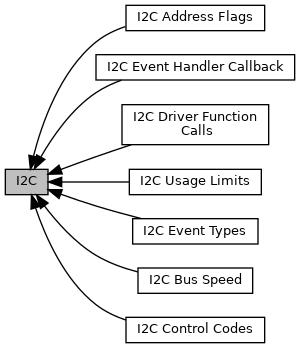 I2C Address Flags
I2C Event Handler Callback
I2C Driver Function
Calls
I2C
I2C Usage Limits
I2C Event Types
I2C Bus Speed
I2C Control Codes